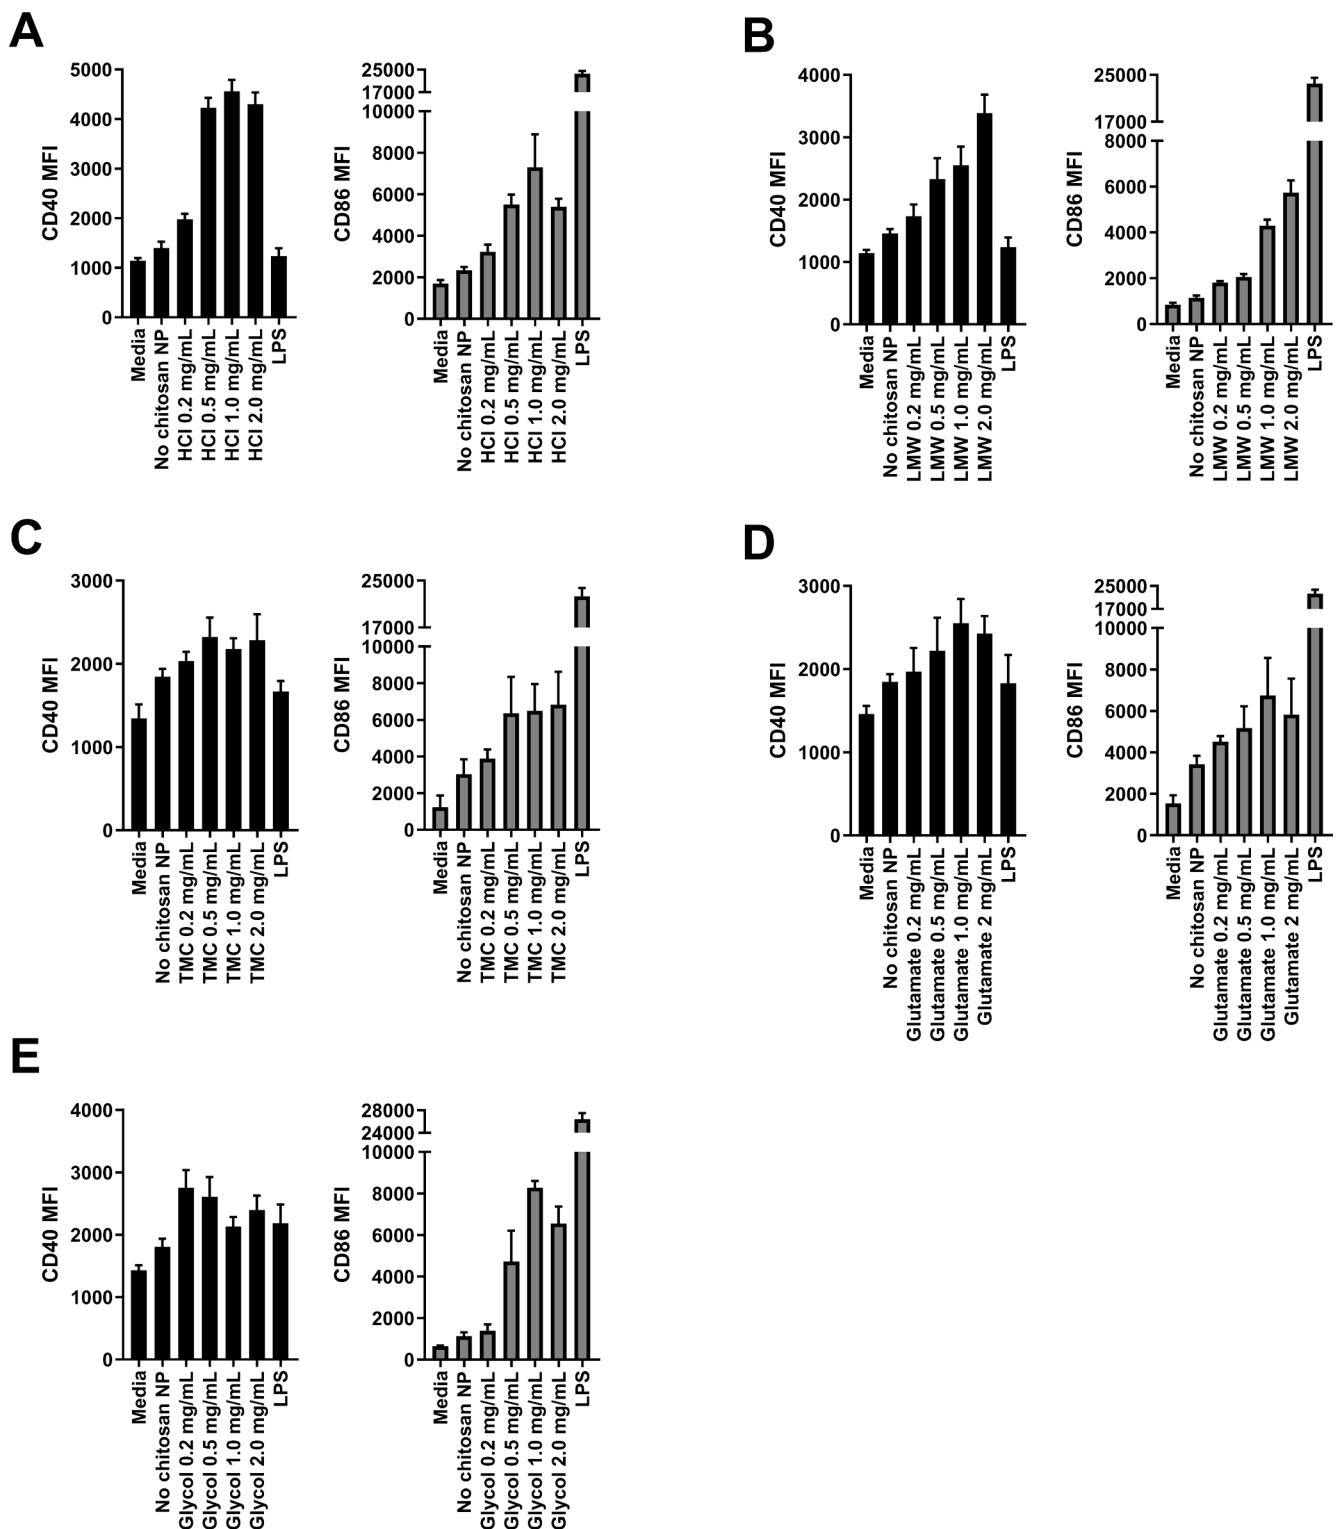 A
CD40 MFI
5000
4000
3000
2000
1000
0
Media
No chitosan NP
HCl 0.2 mg/mL
HCl 0.5 mg/mL
HCl 1.0 mg/mL
HCl 2.0 mg/mL
LPS
CD86 MFI
25000
17000
10000
8000
6000
4000
2000
0
Media
No chitosan NP
HCl 0.2 mg/mL
HCl 0.5 mg/mL
HCl 1.0 mg/mL
HCl 2.0 mg/mL
LPS
B
CD40 MFI
4000
3000
2000
1000
0
Media
No chitosan NP
LMW 0.2 mg/mL
LMW 0.5 mg/mL
LMW 1.0 mg/mL
LMW 2.0 mg/mL
LPS
CD86 MFI
25000
17000
8000
6000
4000
2000
0
Media
No chitosan NP
LMW 0.2 mg/mL
LMW 0.5 mg/mL
LMW 1.0 mg/mL
LMW 2.0 mg/mL
LPS
C
CD40 MFI
3000
2000
1000
0
Media
No chitosan NP
TMC 0.2 mg/mL
TMC 0.5 mg/mL
TMC 1.0 mg/mL
TMC 2.0 mg/mL
LPS
CD86 MFI
25000
17000
10000
8000
6000
4000
2000
0
Media
No chitosan NP
TMC 0.2 mg/mL
TMC 0.5 mg/mL
TMC 1.0 mg/mL
TMC 2.0 mg/mL
LPS
D
CD40 MFI
3000
2000
1000
0
Media
No chitosan NP
Glutamate 0.2 mg/mL
Glutamate 0.5 mg/mL
Glutamate 1.0 mg/mL
Glutamate 2 mg/mL
LPS
CD86 MFI
25000
17000
10000
8000
6000
4000
2000
0
Media
No chitosan NP
Glutamate 0.2 mg/mL
Glutamate 0.5 mg/mL
Glutamate 1.0 mg/mL
Glutamate 2 mg/mL
LPS
E
CD40 MFI
4000
3000
2000
1000
0
Media
No chitosan NP
Glycol 0.2 mg/mL
Glycol 0.5 mg/mL
Glycol 1.0 mg/mL
Glycol 2.0 mg/mL
LPS
CD86 MFI
28000
24000
10000
8000
6000
4000
2000
0
Media
No chitosan NP
Glycol 0.2 mg/mL
Glycol 0.5 mg/mL
Glycol 1.0 mg/mL
Glycol 2.0 mg/mL
LPS